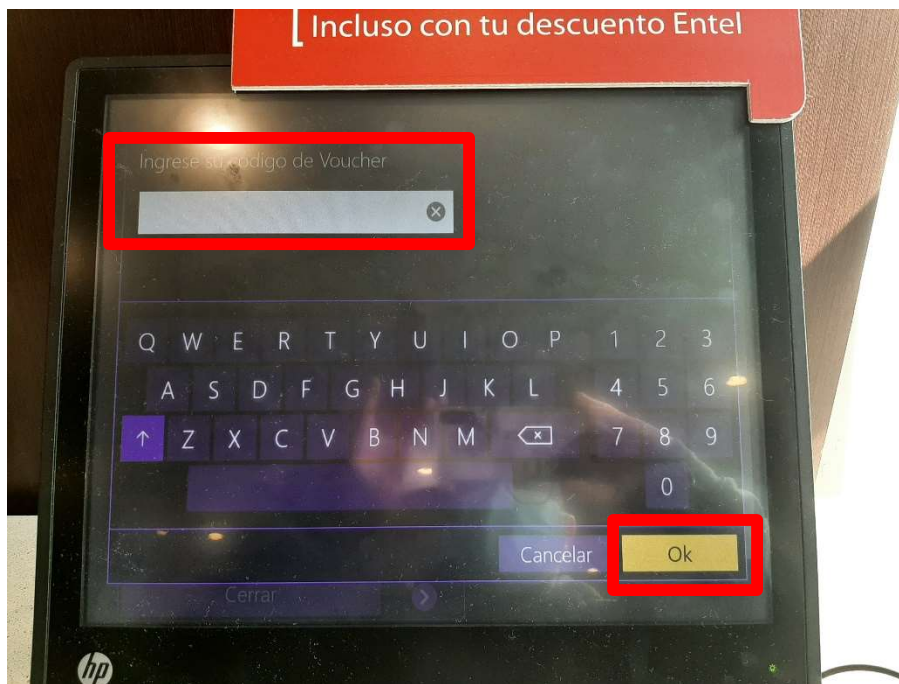 [ Incluso con tu descuento Entel
Ingrese su código de Voucher
Q W E R T Y U I O P 1 2 3
A S D F G H J K L 4 5 6
↑ Z X C V B N M 7 8 9
0
Cancelar Ok
Cerrar
hp